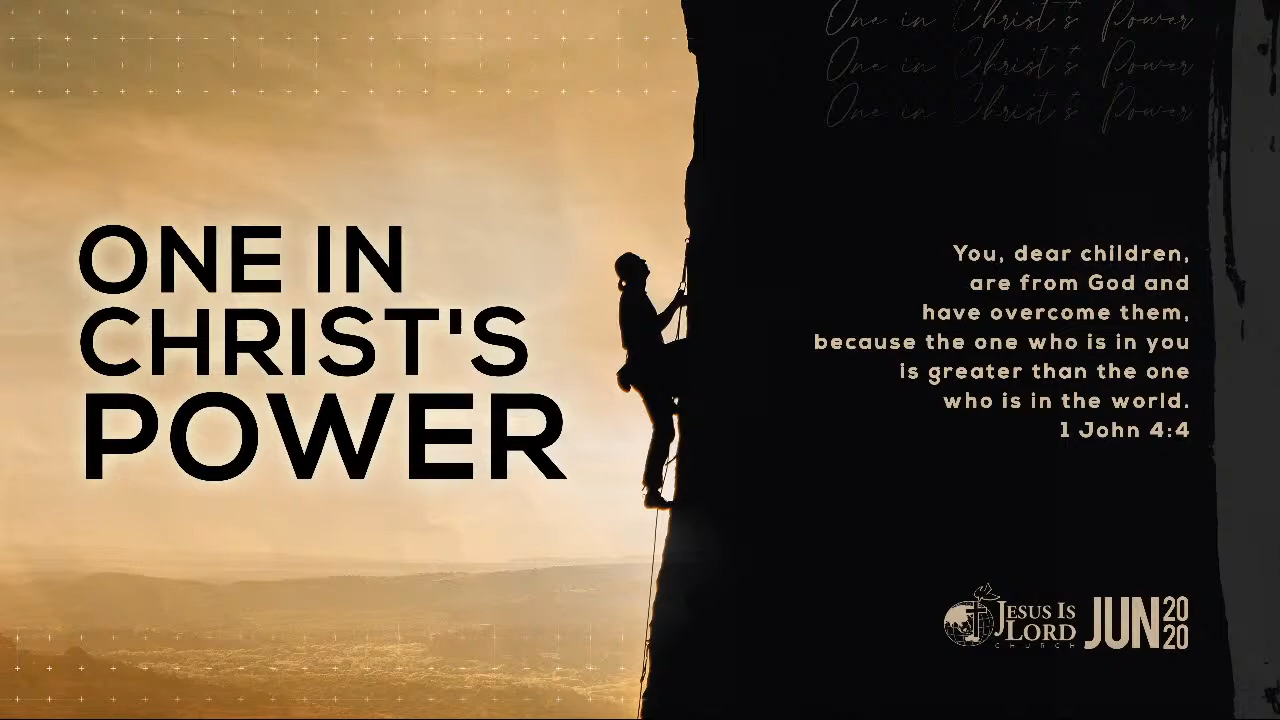 One in Christ's Power
One in Christ's Power
One in Christ's Power
ONE IN
CHRIST'S
POWER
You, dear children,
are from God and
have overcome them,
because the one who is in you
is greater than the one
who is in the world.
1 John 4:4
JESUS IS
LORD
CHURCH
JUN
20
20